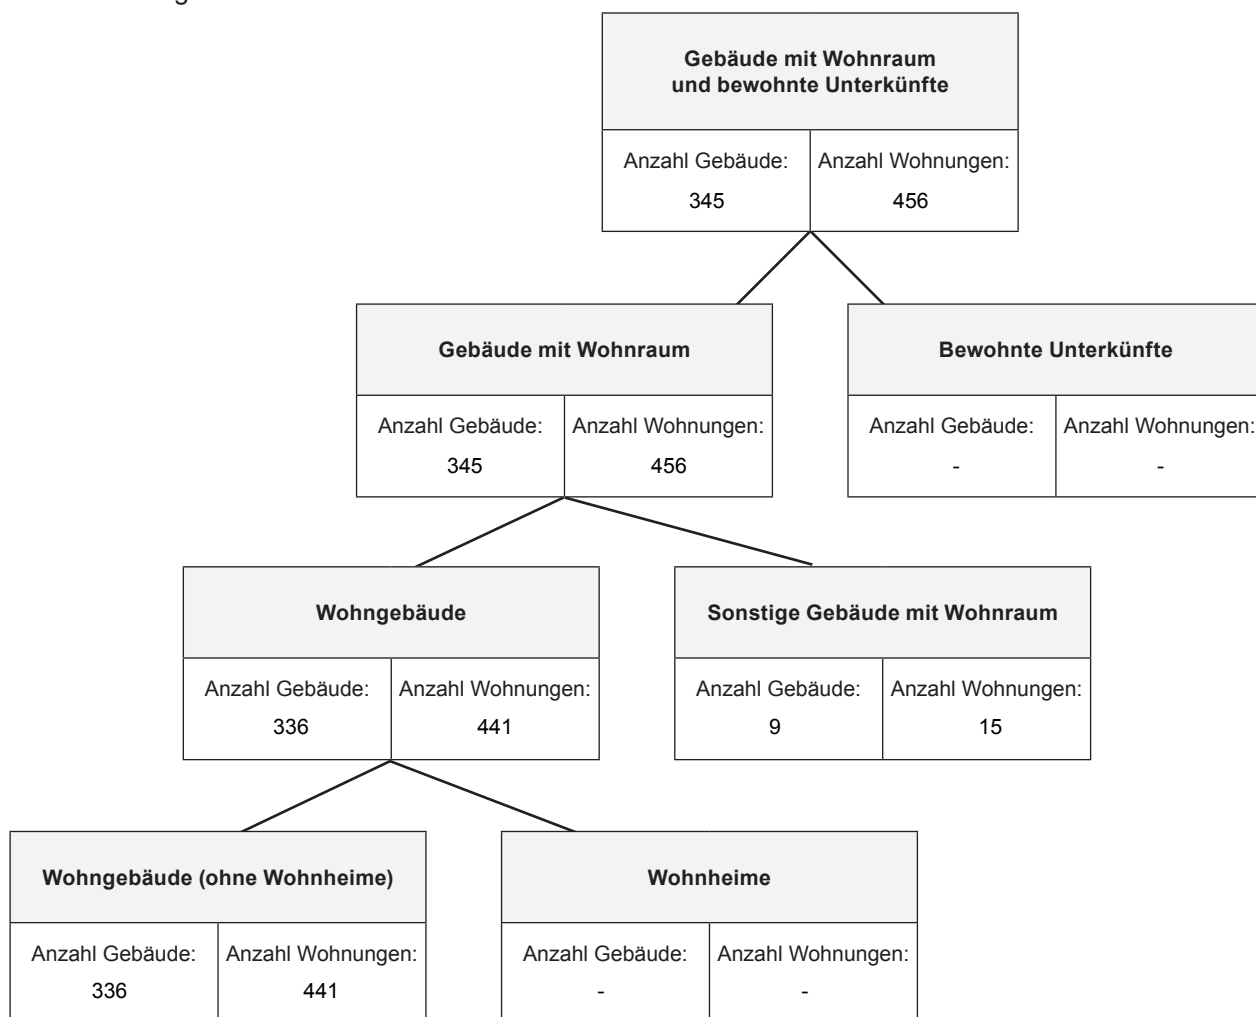 Gebäude mit Wohnraum
und bewohnte Unterkünfte
Anzahl Gebäude: Anzahl Wohnungen:
345 456
Gebäude mit Wohnraum
Bewohnte Unterkünfte
Anzahl Gebäude: Anzahl Wohnungen:
345 456
Anzahl Gebäude: Anzahl Wohnungen:
- -
Wohngebäude
Sonstige Gebäude mit Wohnraum
Anzahl Gebäude: Anzahl Wohnungen:
336 441
Anzahl Gebäude: Anzahl Wohnungen:
9 15
Wohngebäude (ohne Wohnheime)
Wohnheime
Anzahl Gebäude: Anzahl Wohnungen:
336 441
Anzahl Gebäude: Anzahl Wohnungen:
- -